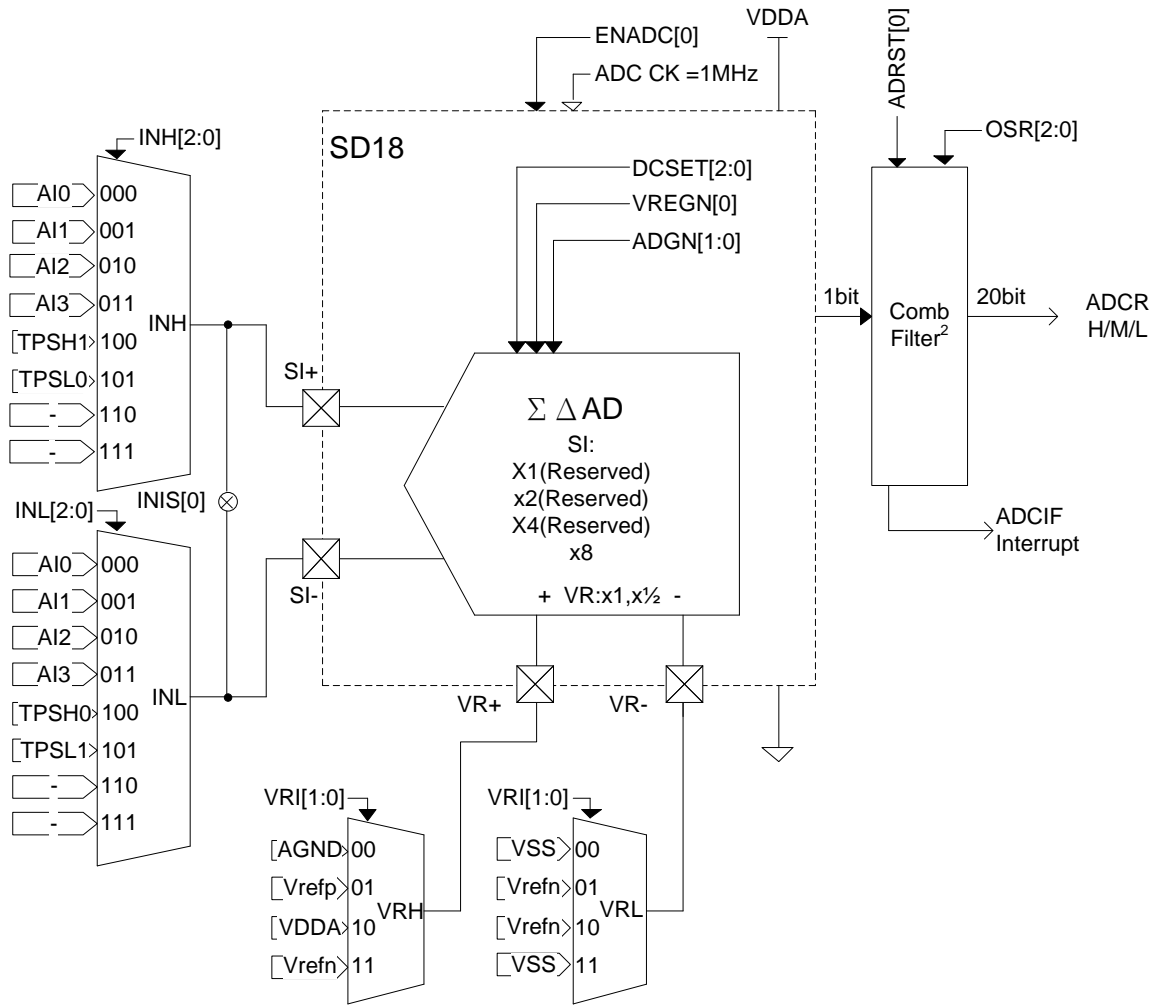 ENADC[0]
ADC CK =1MHz
VDDA
ADRST[0]
OSR[2:0]
INH[2:0]
SD18
DCSET[2:0]
VREGN[0]
ADGN[1:0]
AI0 000
AI1 001
AI2 010
AI3 011
TPSH1 100
TPSL0 101
- 110
- 111
INH
SI+
1bit
Comb
Filter2
20bit
ADCR
H/M/L
Σ Δ AD
SI:
X1(Reserved)
x2(Reserved)
X4(Reserved)
x8
+ VR:x1,x½ -
INIS[0]
INL[2:0]
ADCIF
Interrupt
AI0 000
AI1 001
AI2 010
AI3 011
TPSH0 100
TPSL1 101
- 110
- 111
INL
SI-
VR+
VR-
VRI[1:0]
AGND 00
Vrefp 01
VDDA 10
Vrefn 11
VRH
VRI[1:0]
VSS 00
Vrefn 01
Vrefn 10
VSS 11
VRL